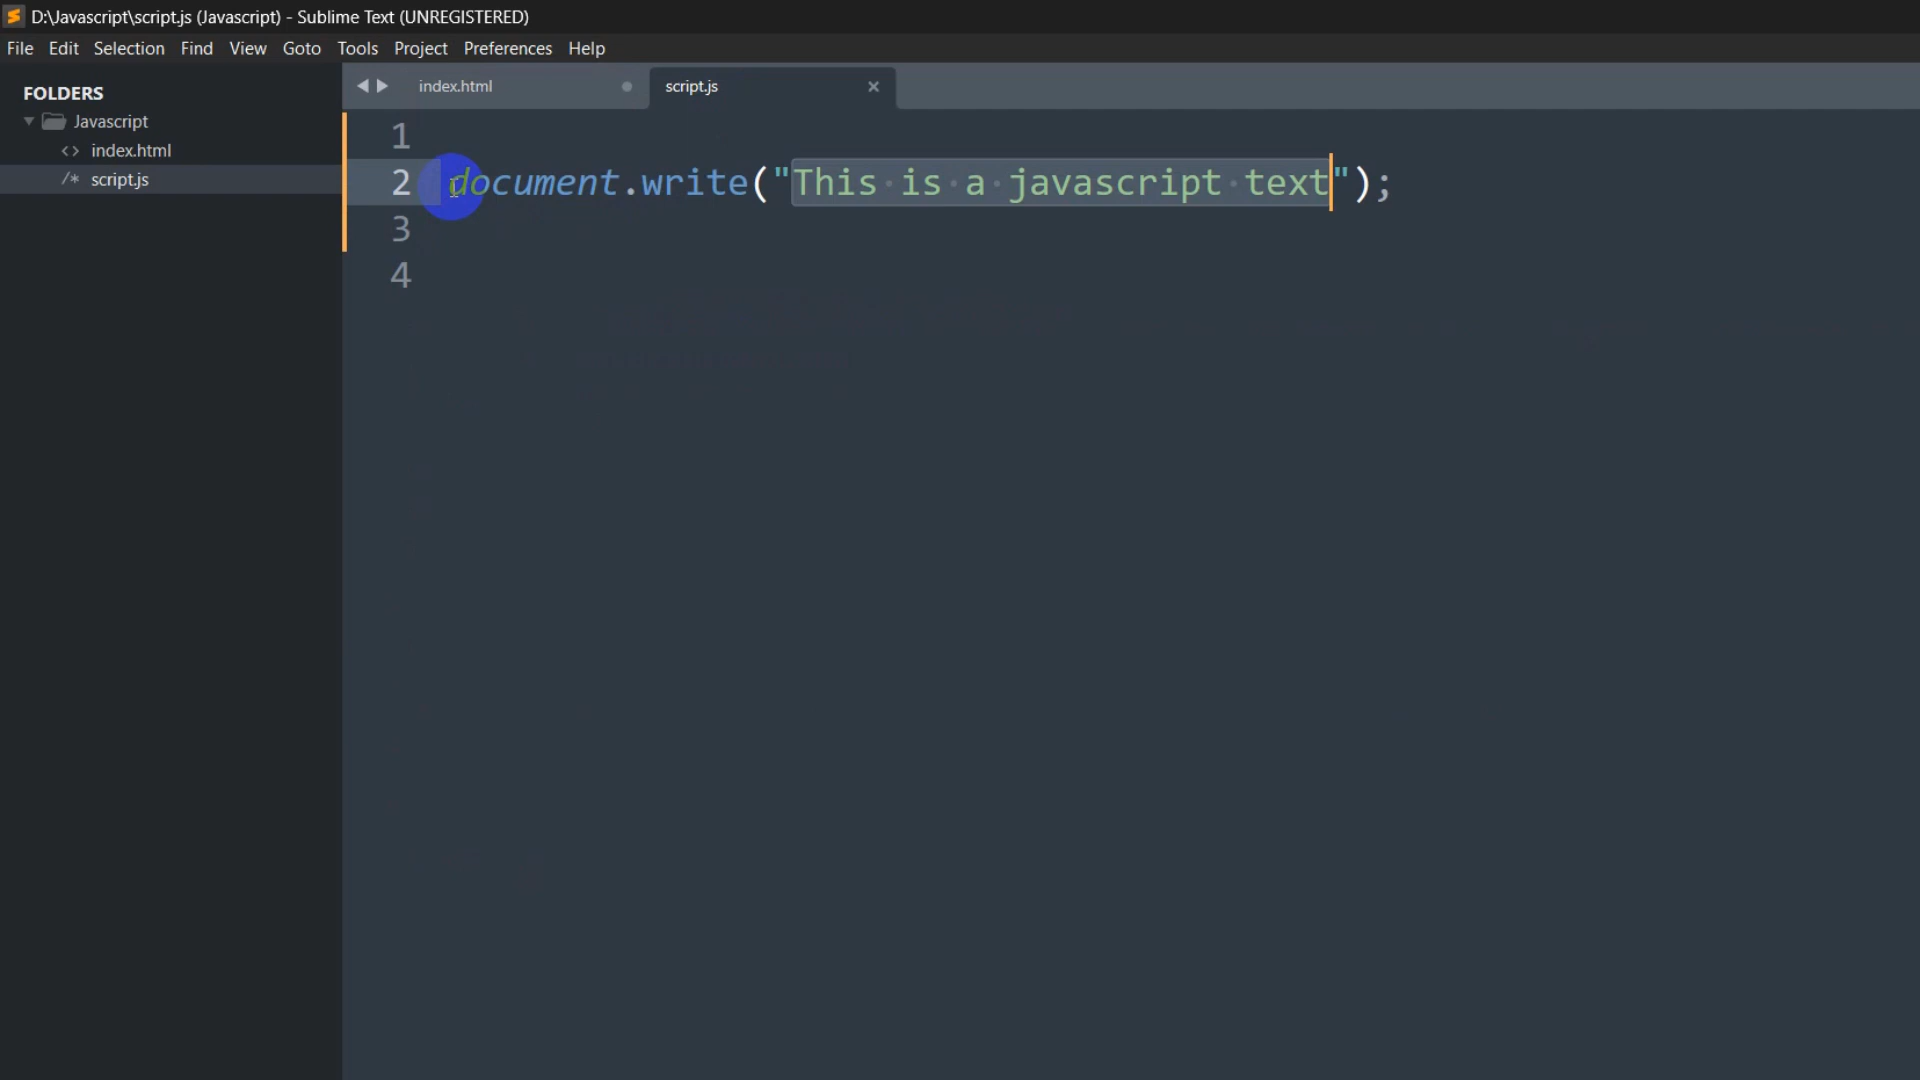 D:\Javascript\script.js (Javascript) - Sublime Text (UNREGISTERED)
File Edit Selection Find View Goto Tools Project Preferences Help
FOLDERS
Javascript
<> index.html
/* script.js
index.html
script.js
1
2 document.write("This is a javascript text");
3
4